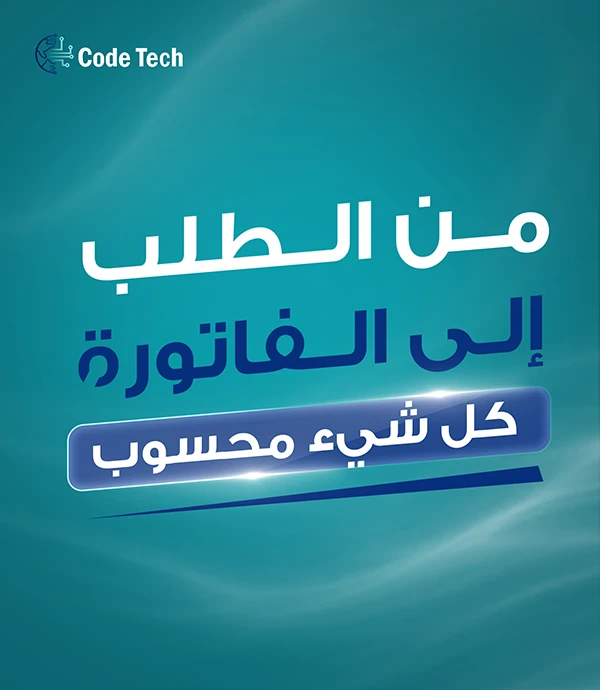 Code Tech
من الطلب
إلى الفاتورة
كل شيء محسوب